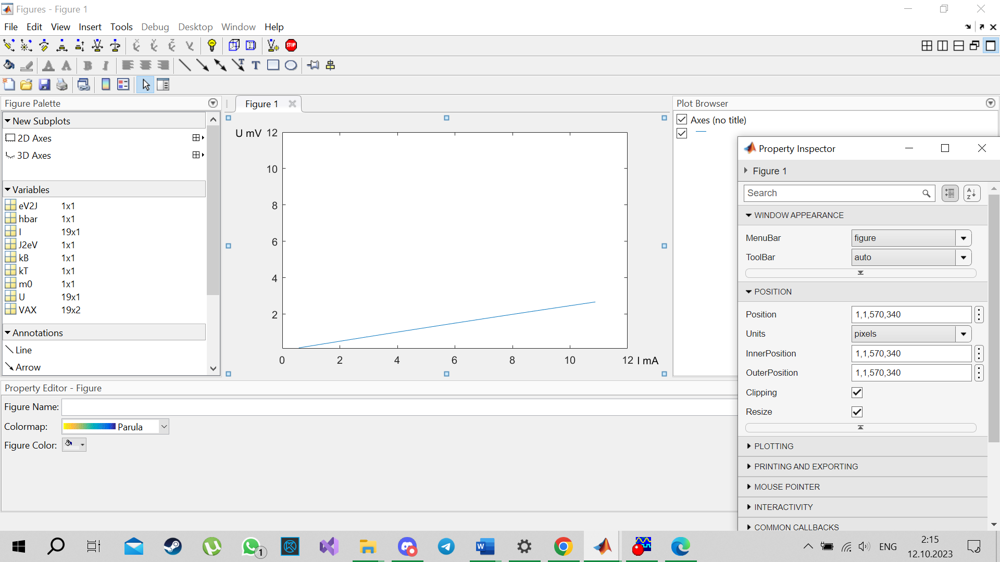 Figures - Figure 1
File Edit View Insert Tools Debug Desktop Window Help
Figure Palette
New Subplots
2D Axes
3D Axes
Variables
eV2J 1x1
hbar 1x1
I 19x1
J2eV 1x1
kB 1x1
kT 1x1
m0 1x1
U 19x1
VAX 19x2
Annotations
Line
Arrow
Figure 1
U mV
12
10
8
6
4
2
0 2 4 6 8 10 12 I mA
Plot Browser
Axes (no title)
Property Inspector
Figure 1
Search
WINDOW APPEARANCE
MenuBar figure
ToolBar auto
POSITION
Position 1,1,570,340
Units pixels
InnerPosition 1,1,570,340
OuterPosition 1,1,570,340
Clipping
Resize
PLOTTING
PRINTING AND EXPORTING
MOUSE POINTER
INTERACTIVITY
COMMON CALLBACKS
Property Editor - Figure
Figure Name:
Colormap: Parula
Figure Color:
1
ENG
2:15
12.10.2023